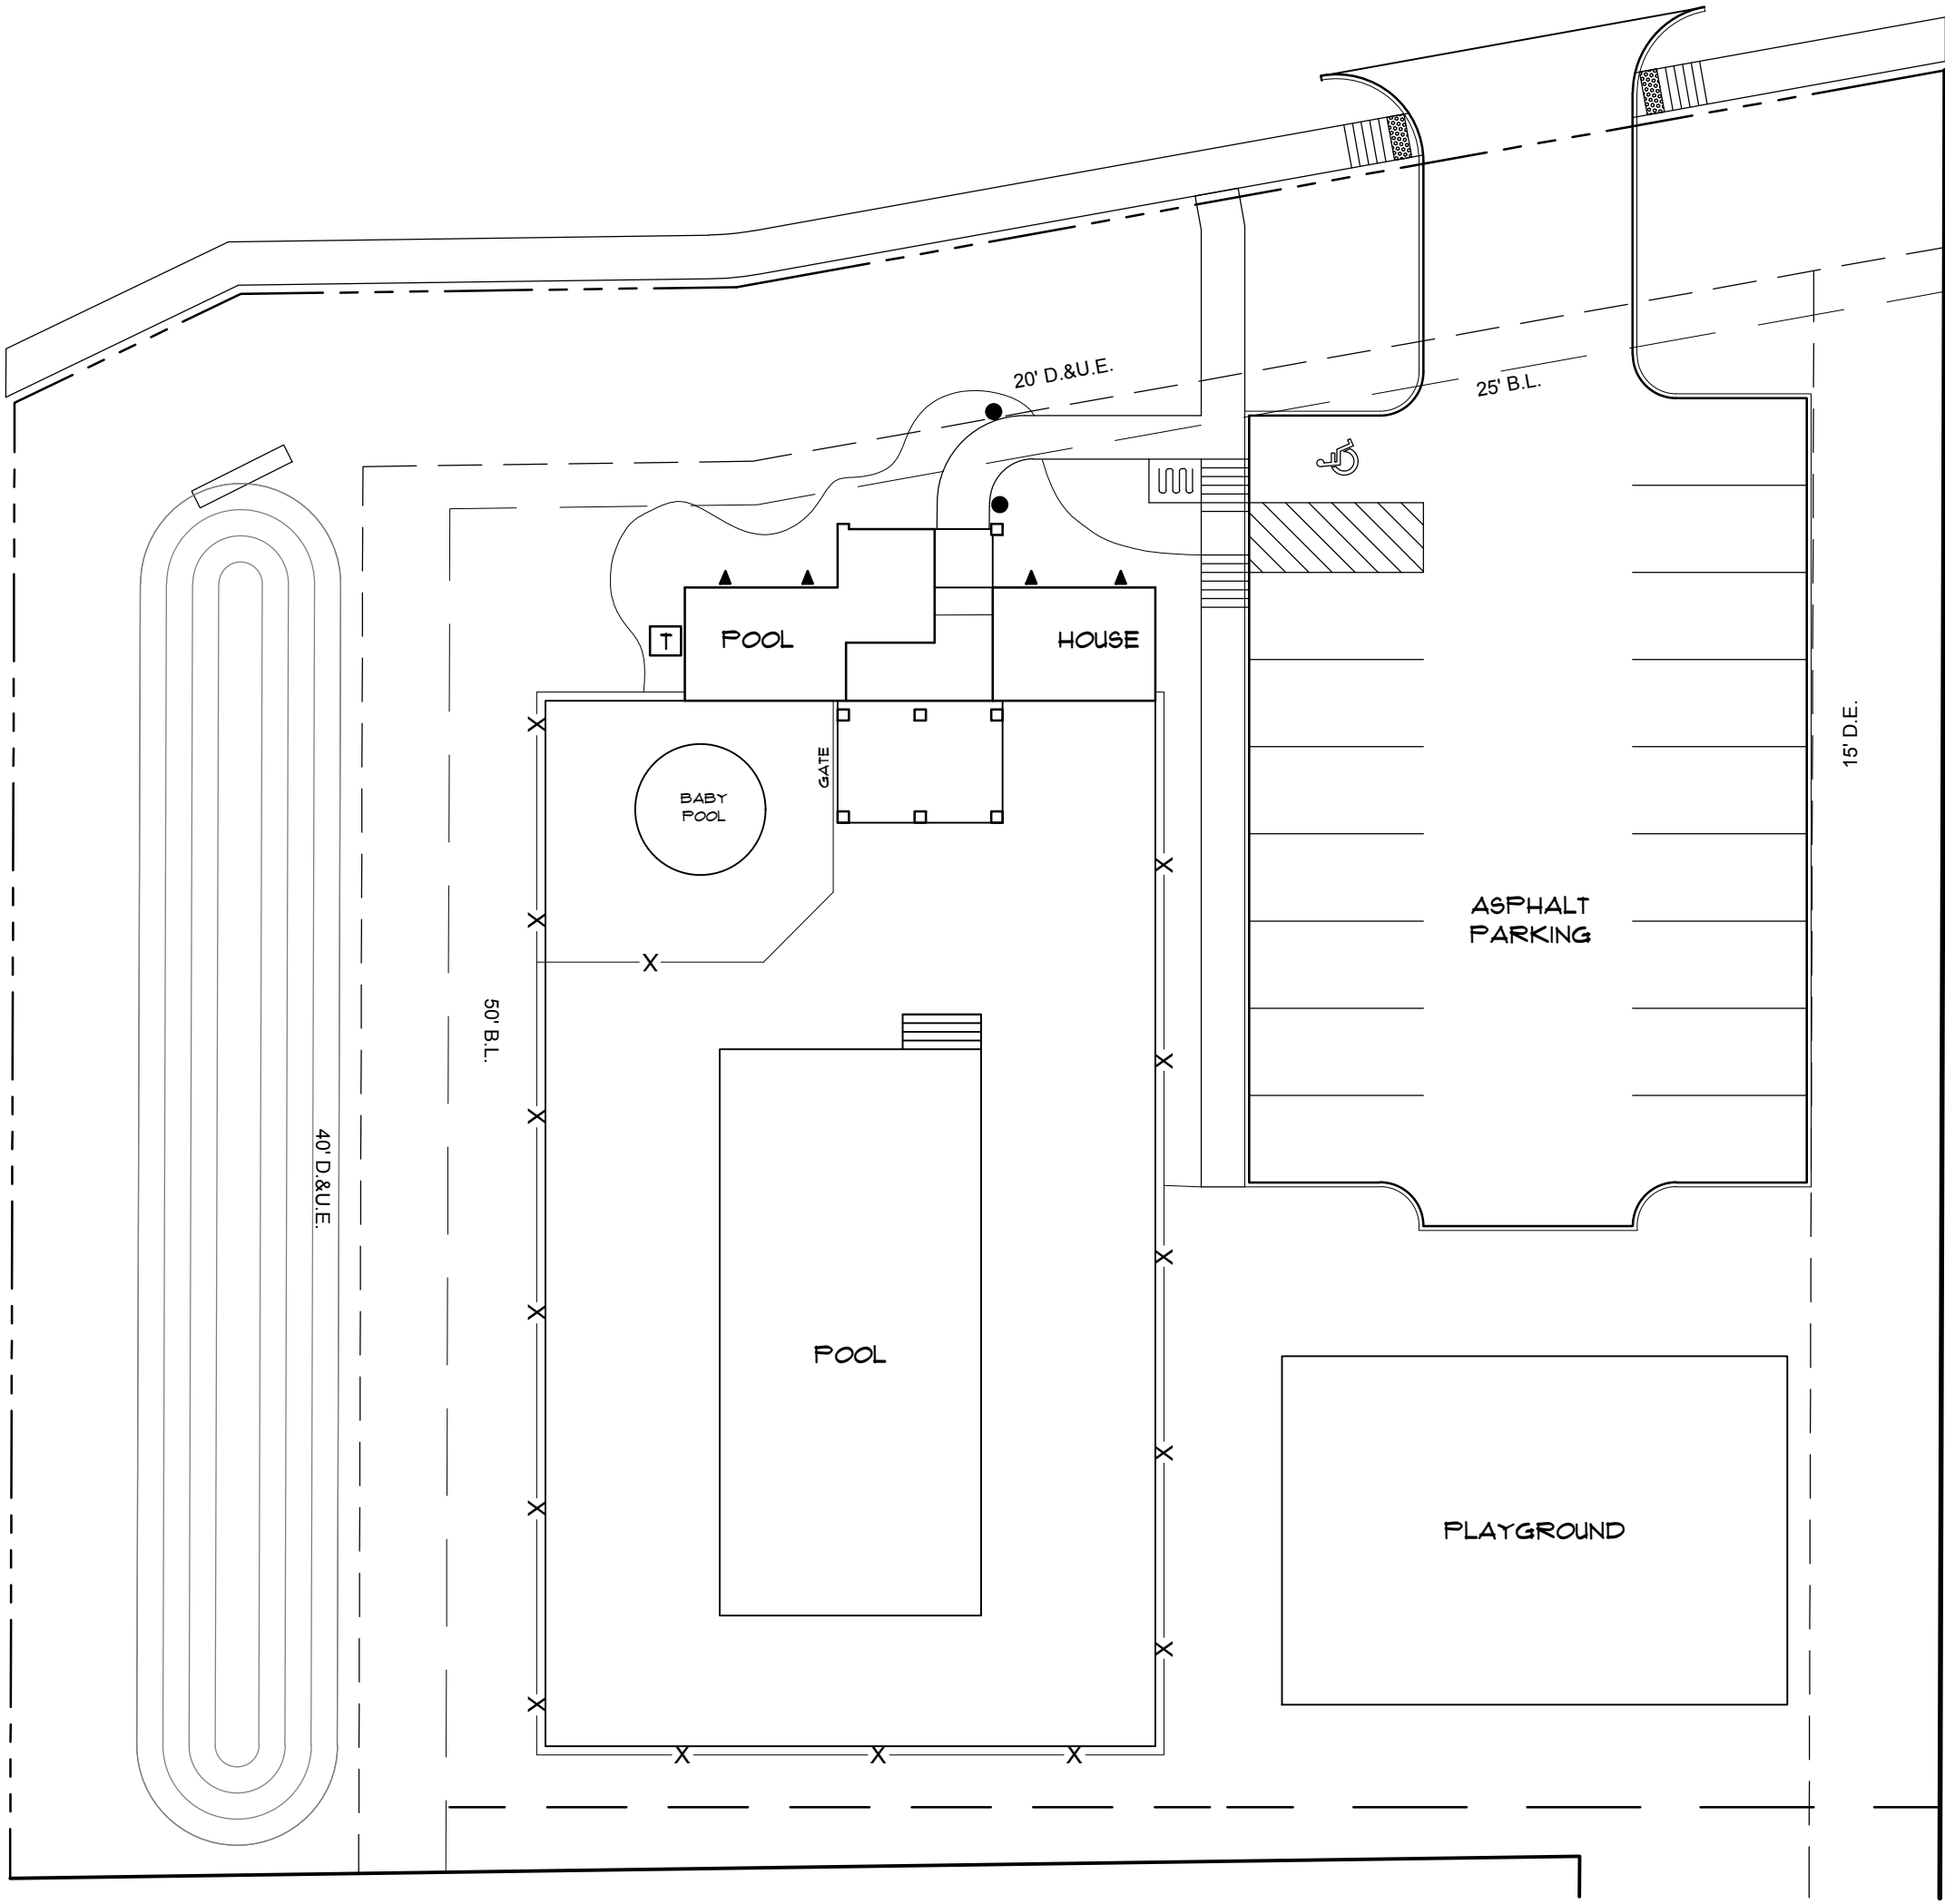 20' D.&U.E.
25' B.L.
POOL HOUSE
T
GATE
BABY
POOL
15' D.E.
ASPHALT
PARKING
50' B.L.
40' D.&U.E.
POOL
PLAYGROUND